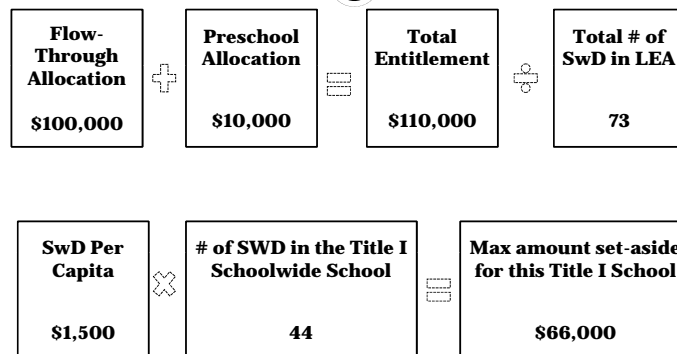 Flow-
Through
Allocation
$100,000
Preschool
Allocation
$10,000
Total
Entitlement
$110,000
Total # of
SwD in LEA
73
SwD Per
Capita
$1,500
# of SWD in the Title I
Schoolwide School
44
Max amount set-aside
for this Title I School
$66,000